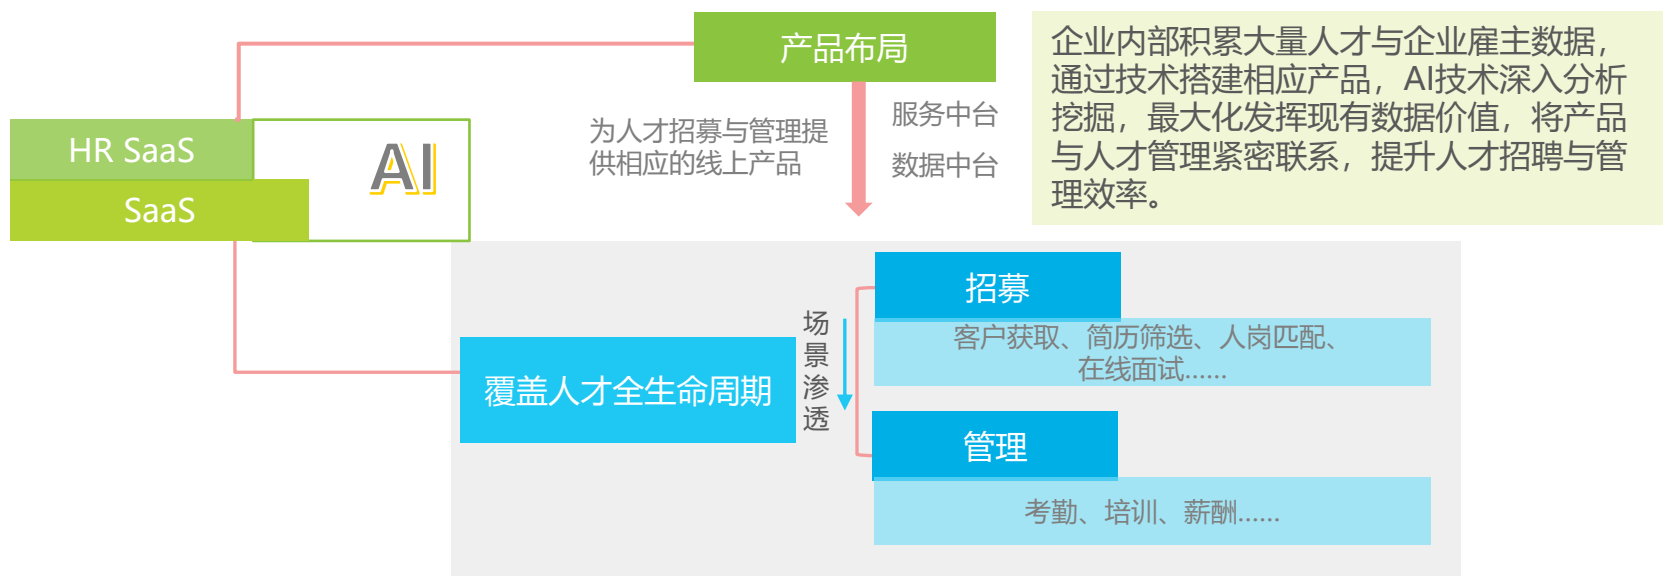 产品布局
企业内部积累大量人才与企业雇主数据，
通过技术搭建相应产品，AI技术深入分析
挖掘，最大化发挥现有数据价值，将产品
与人才管理紧密联系，提升人才招聘与管
理效率。
为人才招募与管理提
供相应的线上产品
服务中台
数据中台
HR SaaS
AI
SaaS
招募
客户获取、简历筛选、人岗匹配、
在线面试......
覆盖人才全生命周期
场
景
渗
透
管理
考勤、培训、薪酬......